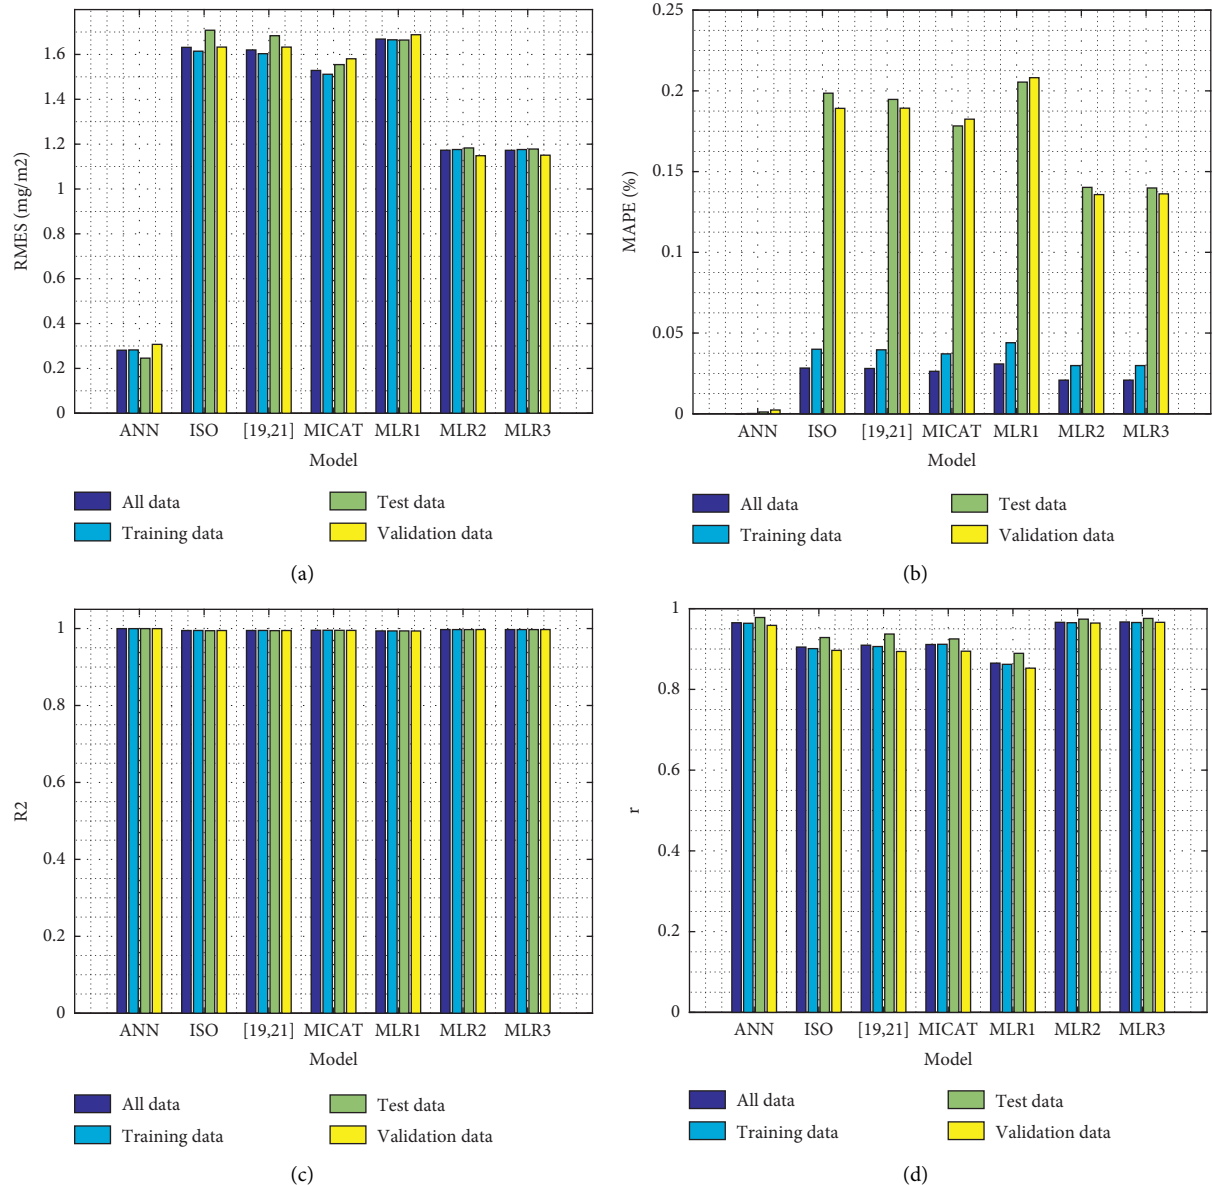 RMES (mg/m2)
1.6
1.4
1.2
1
0.8
0.6
0.4
0.2
0
ANN ISO [19,21] MICAT MLR1 MLR2 MLR3
Model
All data Test data
Training data Validation data
(a)
MAPE (%)
0.25
0.2
0.15
0.1
0.05
0
ANN ISO [19,21] MICAT MLR1 MLR2 MLR3
Model
All data Test data
Training data Validation data
(b)
R2
1
0.8
0.6
0.4
0.2
0
ANN ISO [19,21] MICAT MLR1 MLR2 MLR3
Model
All data Test data
Training data Validation data
(c)
r
1
0.8
0.6
0.4
0.2
0
ANN ISO [19,21] MICAT MLR1 MLR2 MLR3
Model
All data Test data
Training data Validation data
(d)